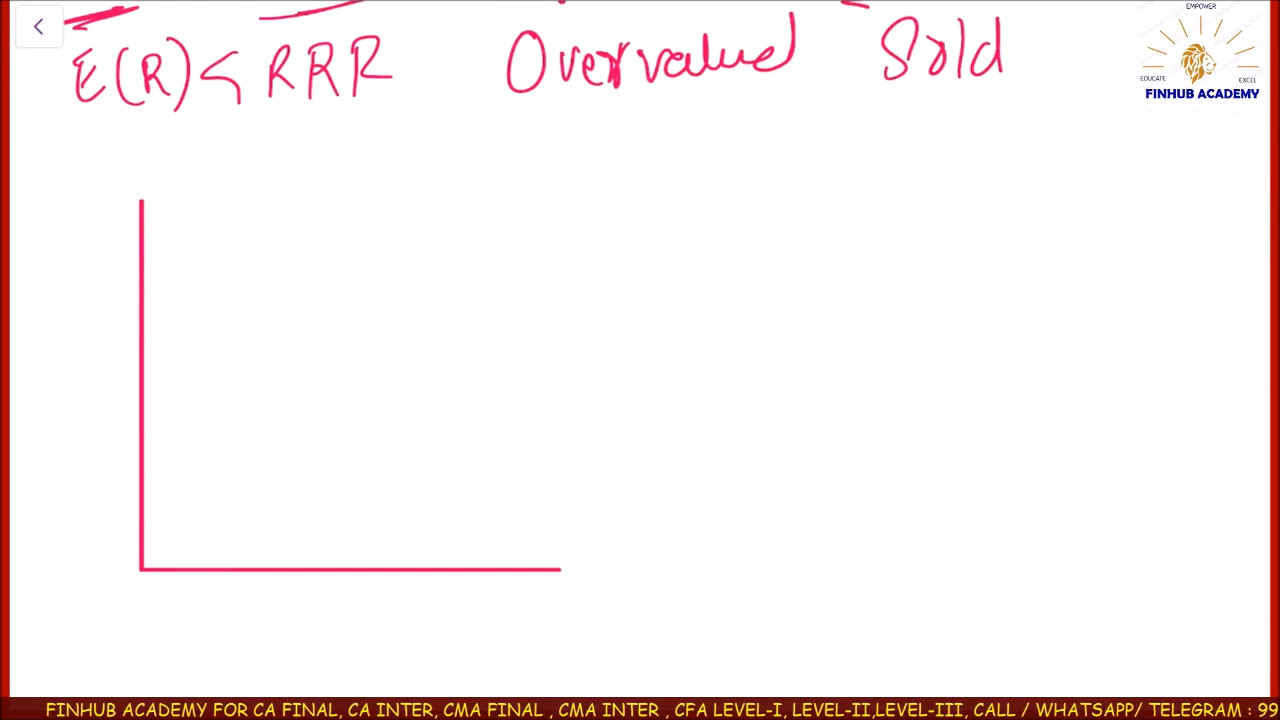 EMPOWER
EDUCATE EXCEL
FINHUB ACADEMY
E(R) < RRR Overvalued Sold
FINHUB ACADEMY FOR CA FINAL, CA INTER, CMA FINAL , CMA INTER , CFA LEVEL-I, LEVEL-II,LEVEL-III, CALL / WHATSAPP/ TELEGRAM : 99